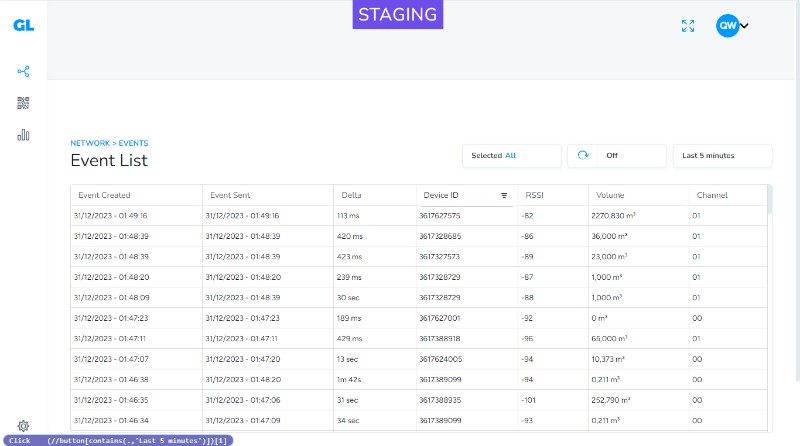 STAGING
GL
QW
NETWORK > EVENTS
Event List
Selected All
Off
Last 5 minutes
Event Created Event Sent Delta Device ID RSSI Volume Channel
31/12/2023 - 01:49:16 31/12/2023 - 01:49:16 113 ms 3617627575 -82 2270,830 m³ 01
31/12/2023 - 01:48:39 31/12/2023 - 01:48:39 420 ms 3617328685 -86 36,000 m³ 01
31/12/2023 - 01:48:39 31/12/2023 - 01:48:39 423 ms 3617327573 -89 23,000 m³ 01
31/12/2023 - 01:48:20 31/12/2023 - 01:48:20 239 ms 3617328729 -87 1,000 m³ 01
31/12/2023 - 01:48:09 31/12/2023 - 01:48:39 30 sec 3617328729 -88 1,000 m³ 01
31/12/2023 - 01:47:23 31/12/2023 - 01:47:23 189 ms 3617627001 -92 0 m³ 00
31/12/2023 - 01:47:11 31/12/2023 - 01:47:11 429 ms 3617388918 -96 65,000 m³ 01
31/12/2023 - 01:47:07 31/12/2023 - 01:47:20 13 sec 3617624005 -94 10,373 m³ 00
31/12/2023 - 01:46:38 31/12/2023 - 01:48:20 1m 42s 3617389099 -94 0,211 m³ 00
31/12/2023 - 01:46:35 31/12/2023 - 01:47:06 31 sec 3617388935 -101 252,790 m³ 00
31/12/2023 - 01:46:34 31/12/2023 - 01:47:09 34 sec 3617389099 -93 0,211 m³ 00
Click (//button[contains(.,'Last 5 minutes')])[1]